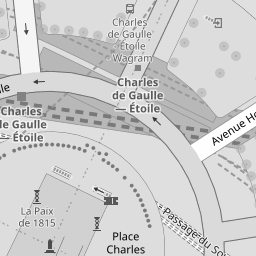 Charles
de Gaulle
Étoile
Wagram
Charles
de Gaulle
— Étoile
Charles
de Gaulle
— Étoile
Avenue Ho
La Paix
de 1815
Place
Charles
Passage du Sou